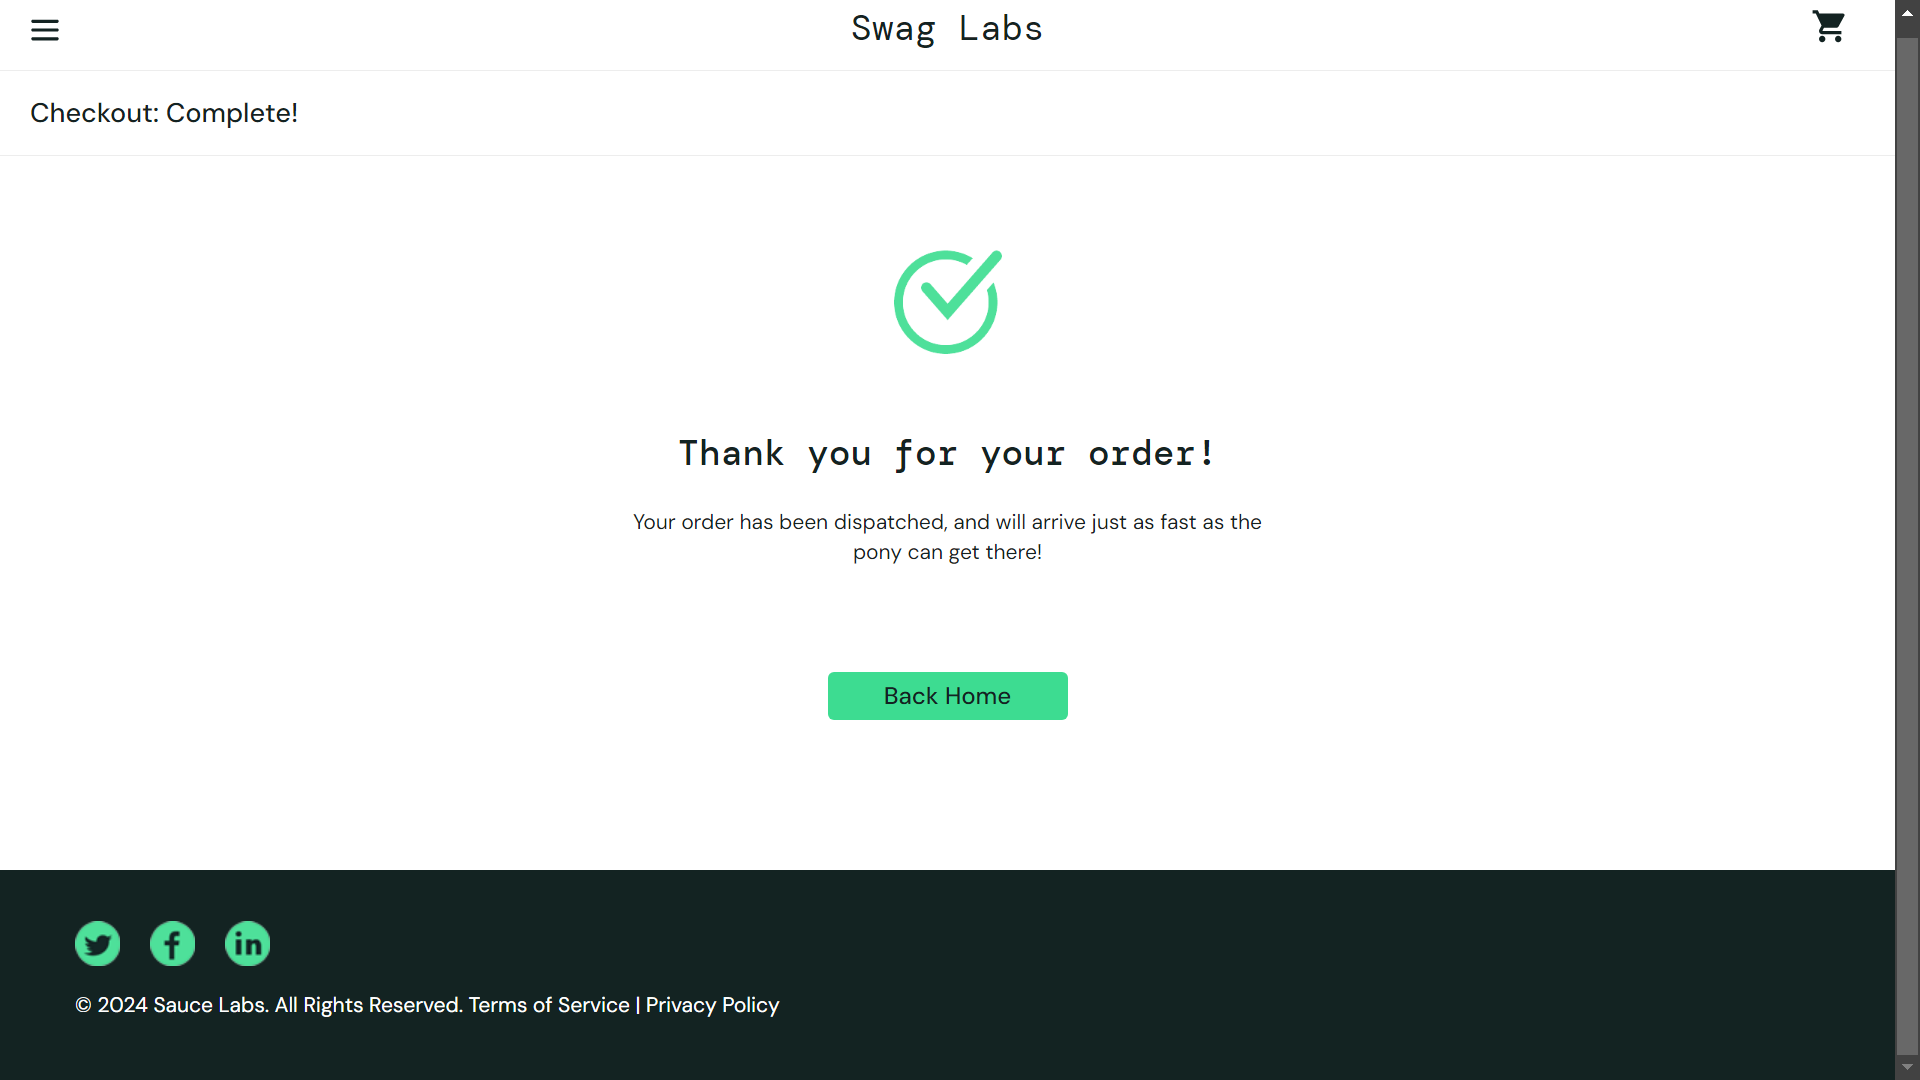 Swag Labs
Checkout: Complete!
Thank you for your order!
Your order has been dispatched, and will arrive just as fast as the
pony can get there!
Back Home
© 2024 Sauce Labs. All Rights Reserved. Terms of Service | Privacy Policy